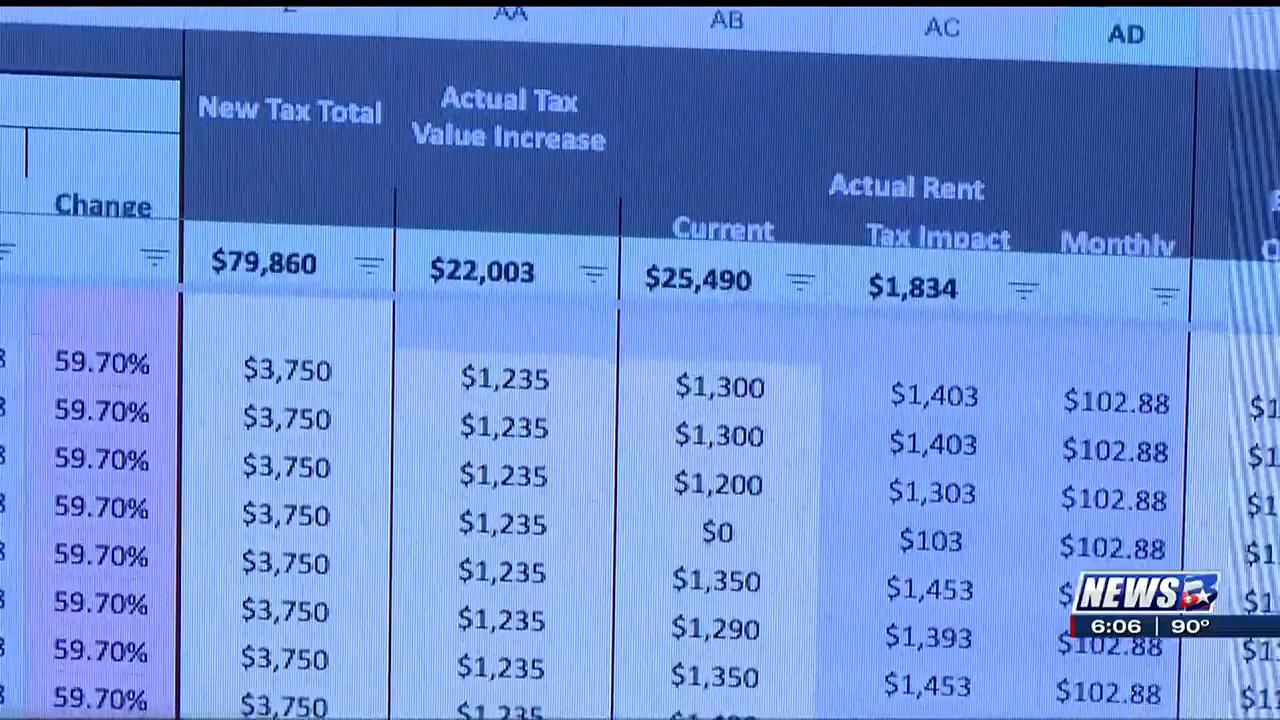 AA AB AC AD
New Tax Total Actual Tax
Value Increase
Actual Rent
Change Current Tax Impact Monthly
$79,860 $22,003 $25,490 $1,834
59.70% $3,750 $1,235 $1,300 $1,403 $102.88
59.70% $3,750 $1,235 $1,300 $1,403 $102.88
59.70% $3,750 $1,235 $1,200 $1,303 $102.88
59.70% $3,750 $1,235 $0 $103 $102.88
59.70% $3,750 $1,235 $1,350 $1,453
59.70% $3,750 $1,235 $1,290 $1,393 $102.88
59.70% $3,750 $1,235 $1,350 $1,453 $102.88
59.70% $3,750 $1,235
NEWS 3
6:06 90°